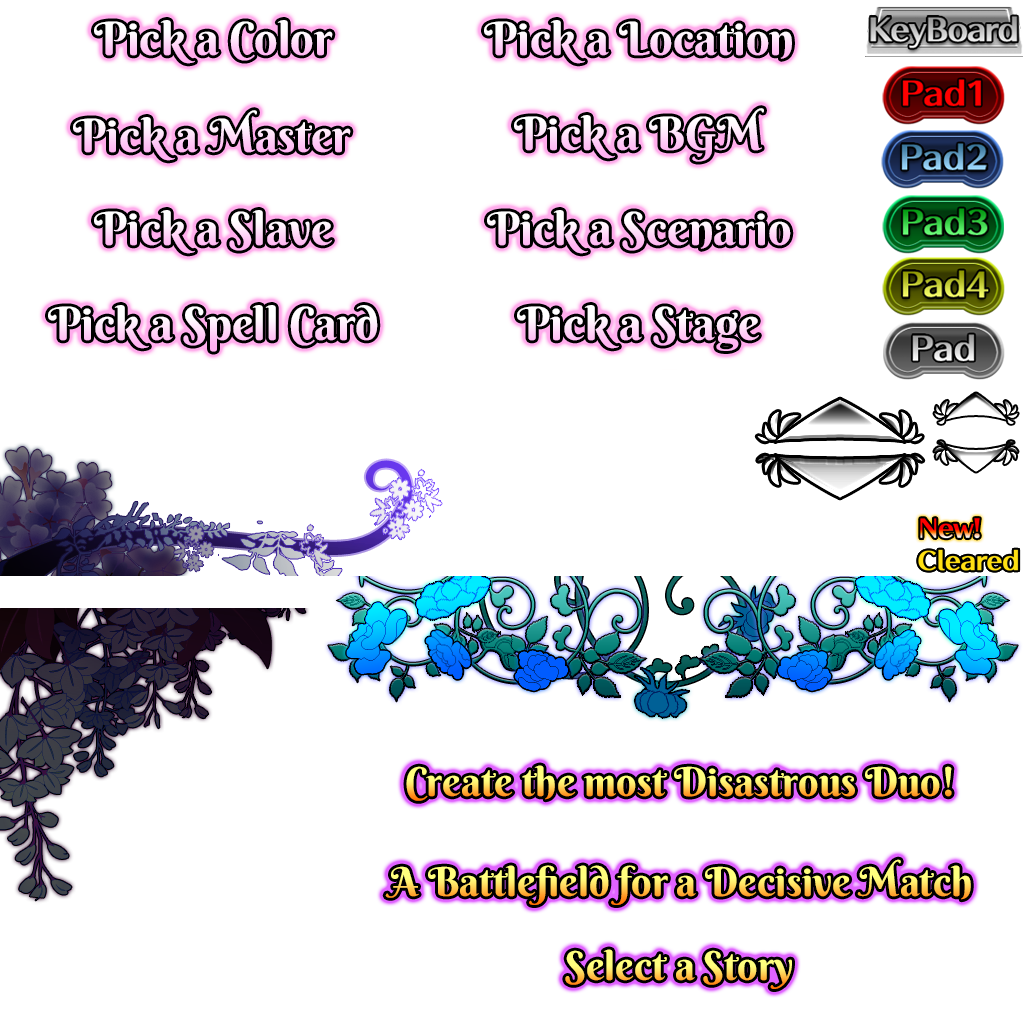 Pick a Color
Pick a Location
KeyBoard
Pad1
Pick a Master
Pick a BGM
Pad2
Pick a Slave
Pick a Scenario
Pad3
Pad4
Pick a Spell Card
Pick a Stage
Pad
New!
Cleared
Create the most Disastrous Duo!
A Battlefield for a Decisive Match
Select a Story